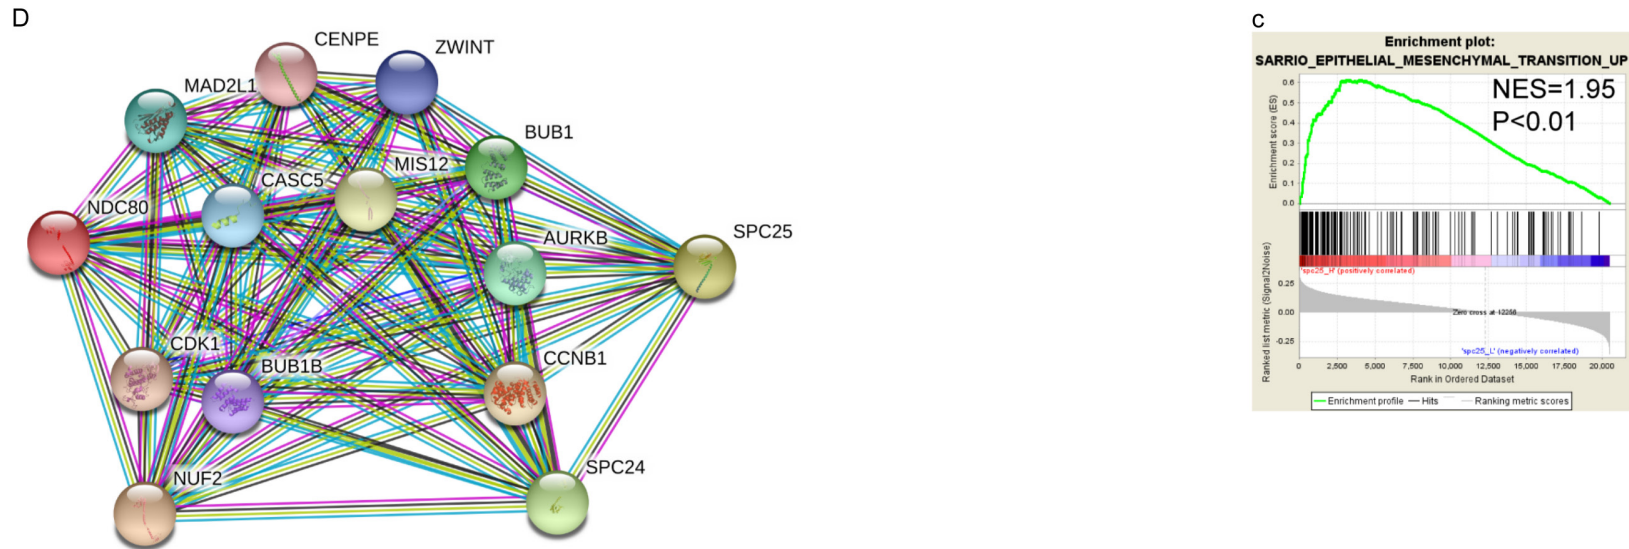 D
CENPE
ZWINT
MAD2L1
BUB1
MIS12
CASC5
NDC80
SPC25
AURKB
CDK1
BUB1B
CCNB1
NUF2
SPC24
c
Enrichment plot:
SARRIO_EPITHELIAL_MESENCHYMAL_TRANSITION_UP
NES=1.95
P<0.01
Enrichment score (ES)
0.6
0.5
0.4
0.3
0.2
0.1
0.0
'spc25_H' (positively correlated)
Ranked list metric (Signal2Noise)
0.25
0.00
-0.25
Zero cross at 12256
'spc25_L' (negatively correlated)
0 2,500 5,000 7,500 10,000 12,500 15,000 17,500 20,000
Rank in Ordered Dataset
Enrichment profile Hits Ranking metric scores